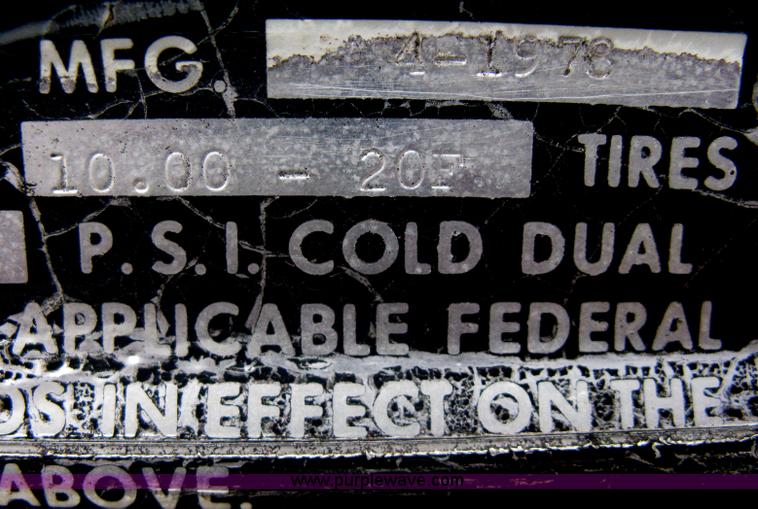 MFG. 4-1978
10.00 - 20F TIRES
P.S.I. COLD DUAL
APPLICABLE FEDERAL
DS IN EFFECT ON THE
ABOVE.
www.purplewave.com